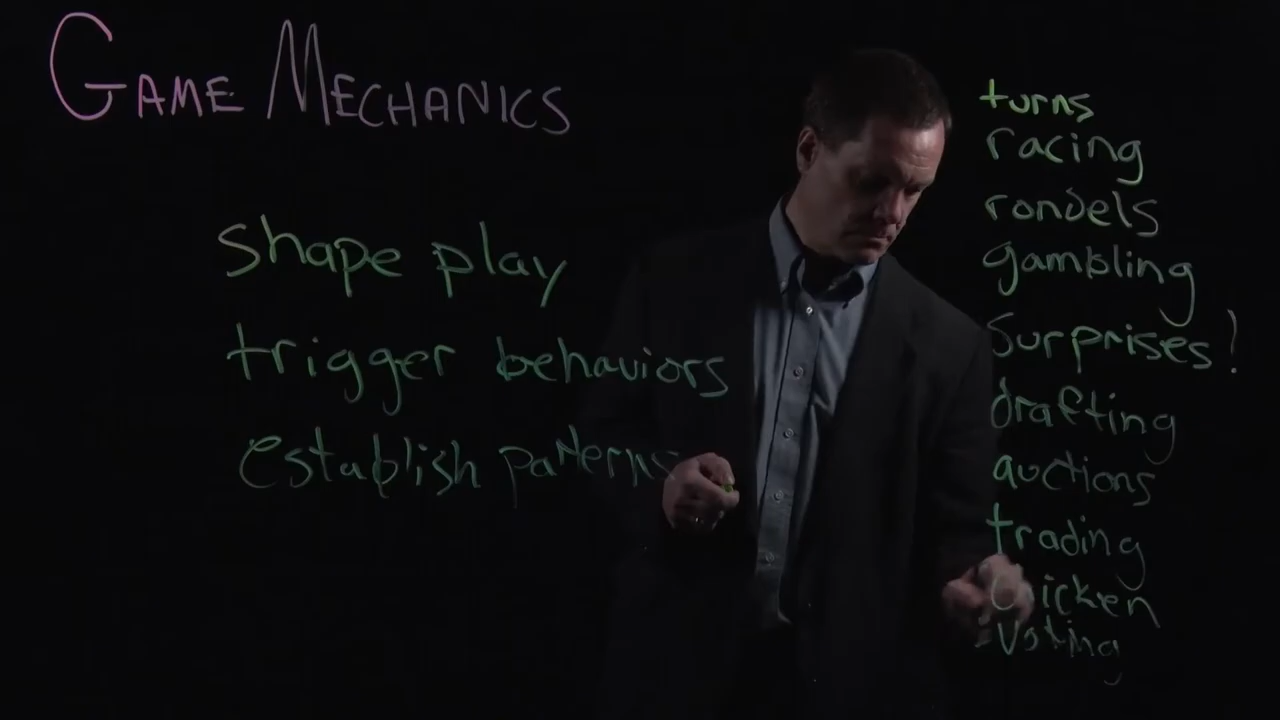 GAME MECHANICS
shape play
trigger behaviors
establish patterns
turns
racing
rondels
gambling
surprises!
drafting
auctions
trading
chicken
voting